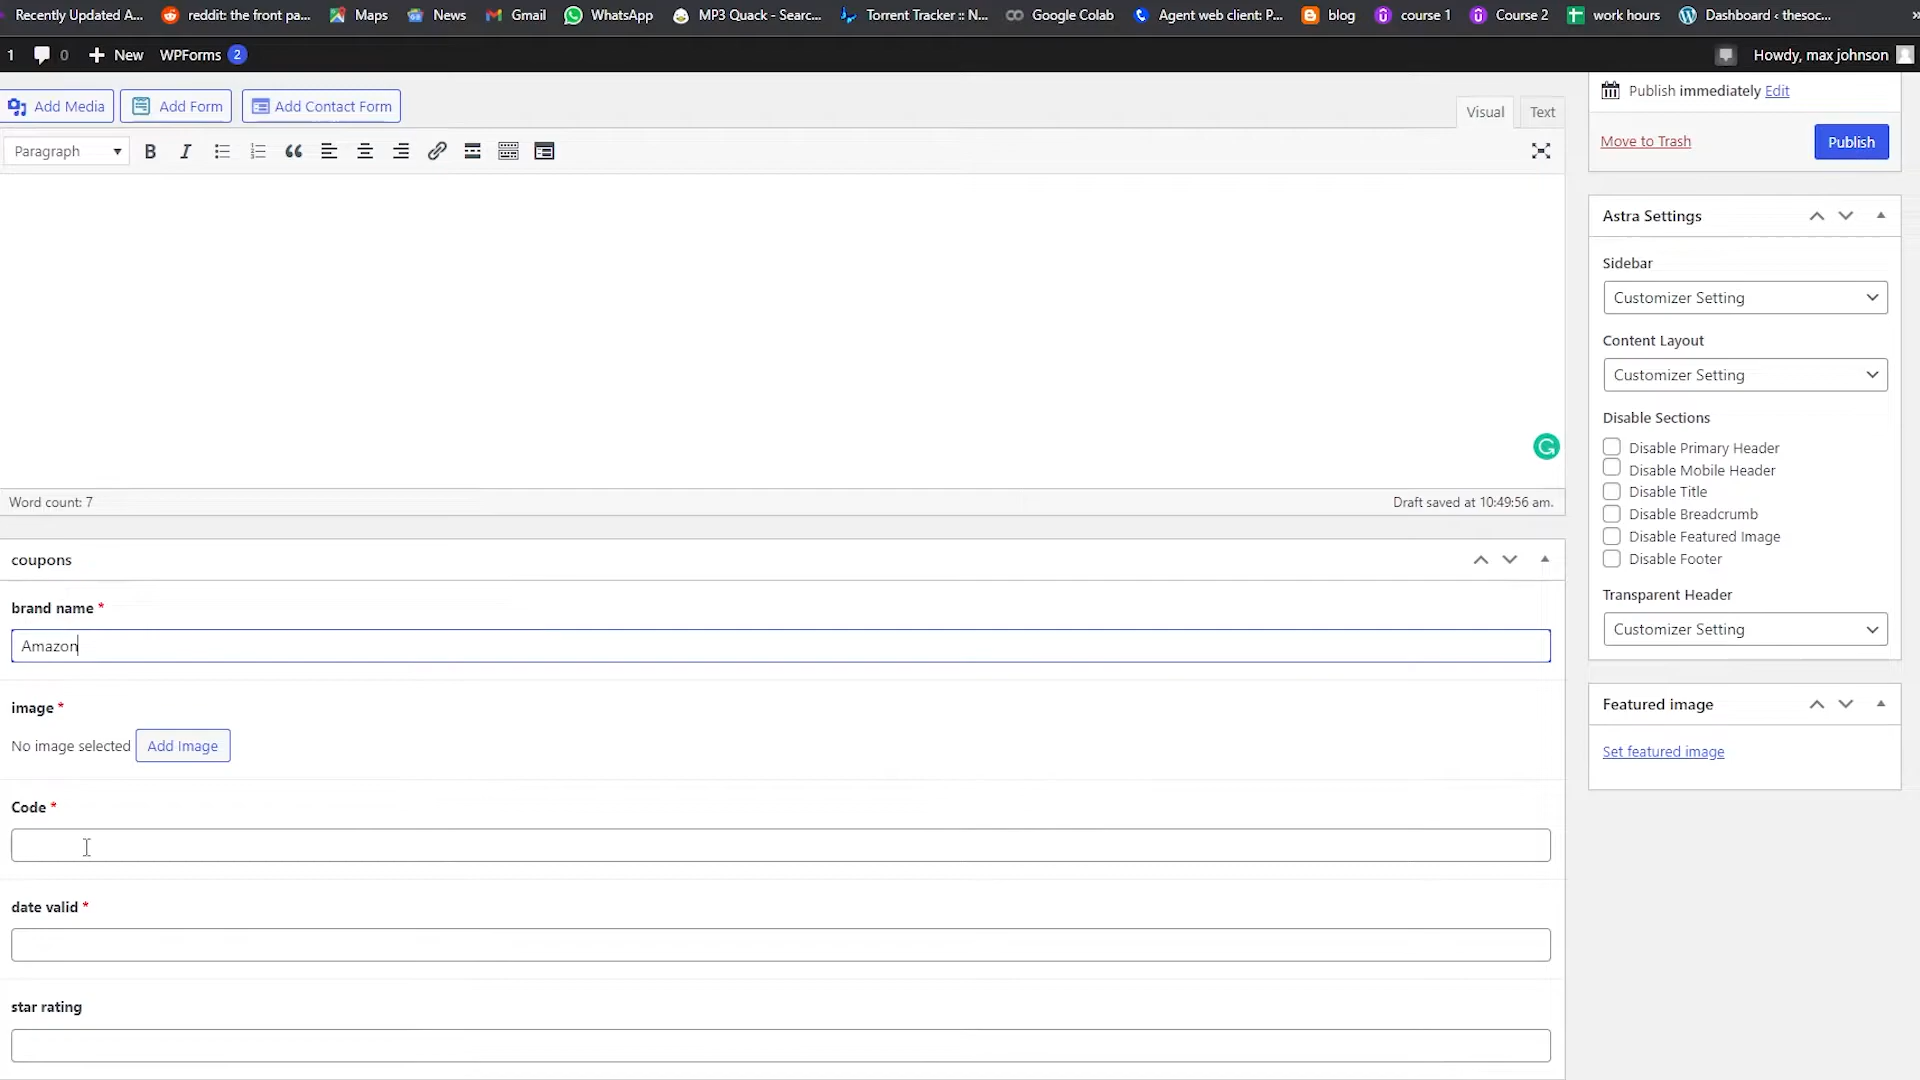 Recently Updated A...
reddit: the front pa...
Maps
News
Gmail
WhatsApp
MP3 Quack - Searc...
Torrent Tracker :: N...
Google Colab
Agent web client: P...
blog
course 1
Course 2
work hours
Dashboard ‹ thesoc...
1
0
New
WPForms 2
Howdy, max johnson
Add Media
Add Form
Add Contact Form
Visual
Text
Paragraph
B
I
Word count: 7
Draft saved at 10:49:56 am.
coupons
brand name *
Amazon
image *
No image selected
Add Image
Code *
date valid *
star rating
Publish immediately Edit
Move to Trash
Publish
Astra Settings
Sidebar
Customizer Setting
Content Layout
Customizer Setting
Disable Sections
Disable Primary Header
Disable Mobile Header
Disable Title
Disable Breadcrumb
Disable Featured Image
Disable Footer
Transparent Header
Customizer Setting
Featured image
Set featured image